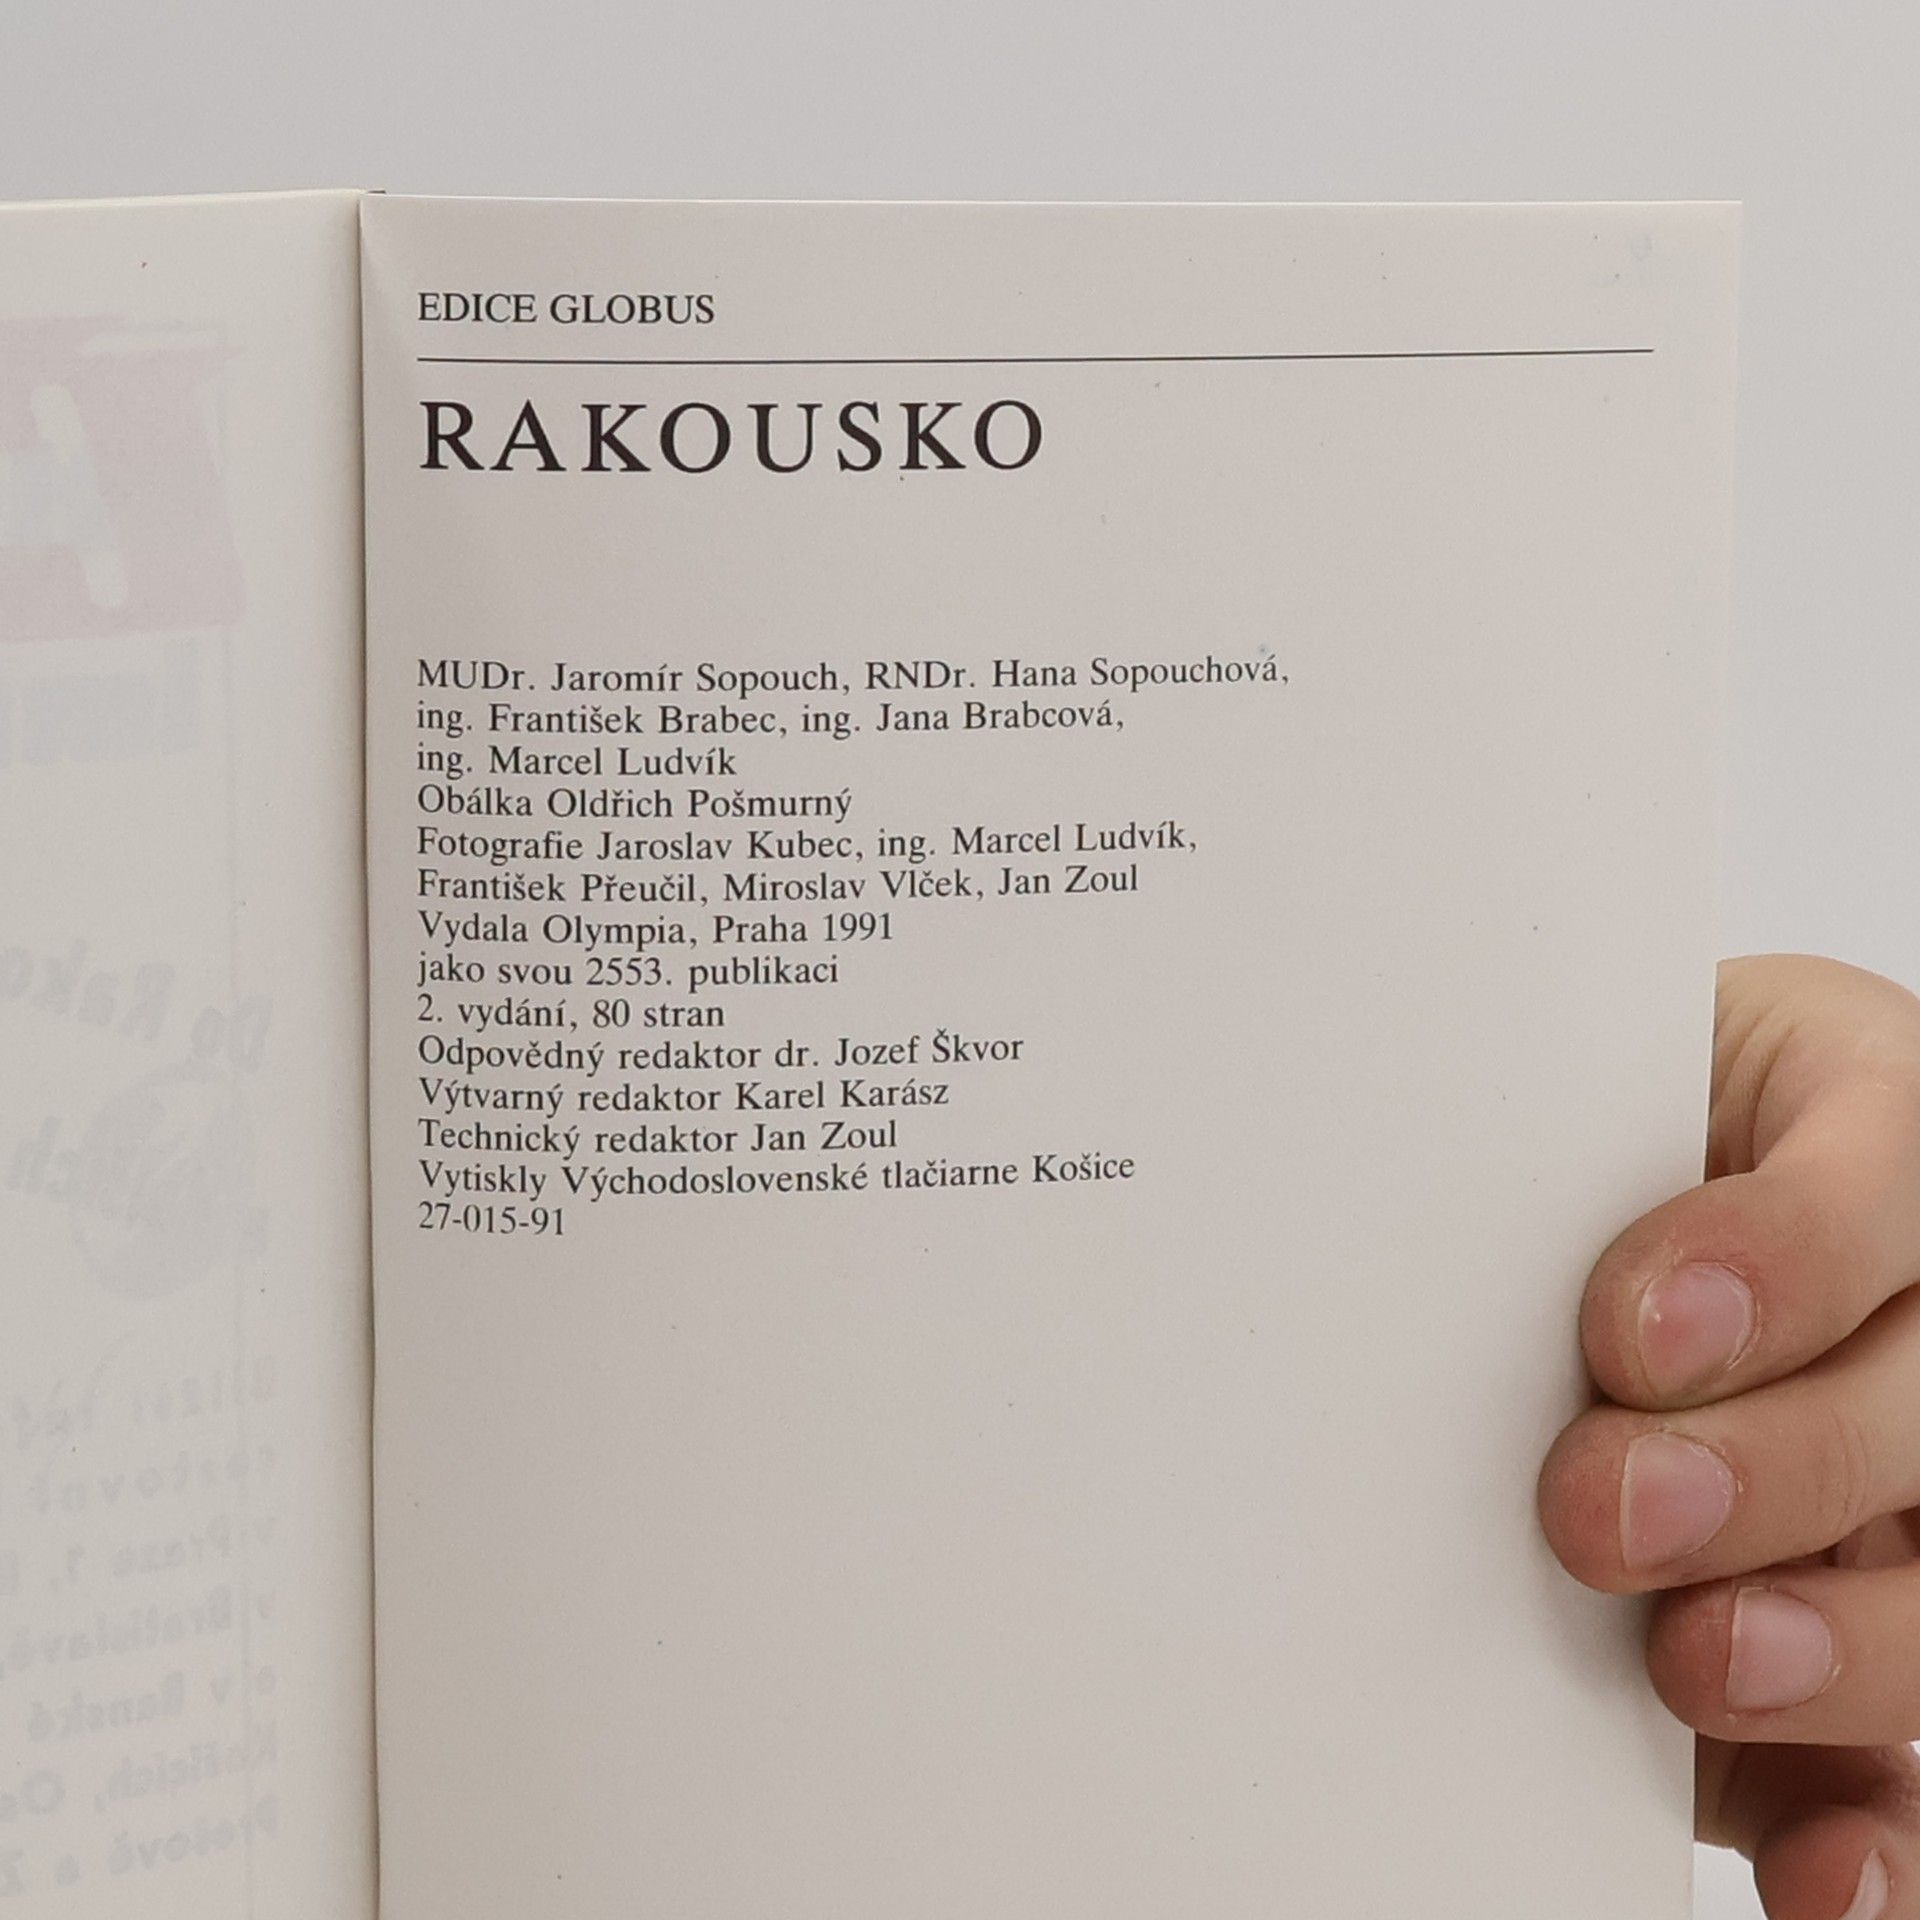 EDICE GLOBUS
RAKOUSKO
MUDr. Jaromír Sopouch, RNDr. Hana Sopouchová,
ing. František Brabec, ing. Jana Brabcová,
ing. Marcel Ludvík
Obálka Oldřich Pošmurný
Fotografie Jaroslav Kubec, ing. Marcel Ludvík,
František Přeučil, Miroslav Vlček, Jan Zoul
Vydala Olympia, Praha 1991
jako svou 2553. publikaci
2. vydání, 80 stran
Odpovědný redaktor dr. Jozef Škvor
Výtvarný redaktor Karel Karász
Technický redaktor Jan Zoul
Vytiskly Východoslovenské tlačiarne Košice
27-015-91